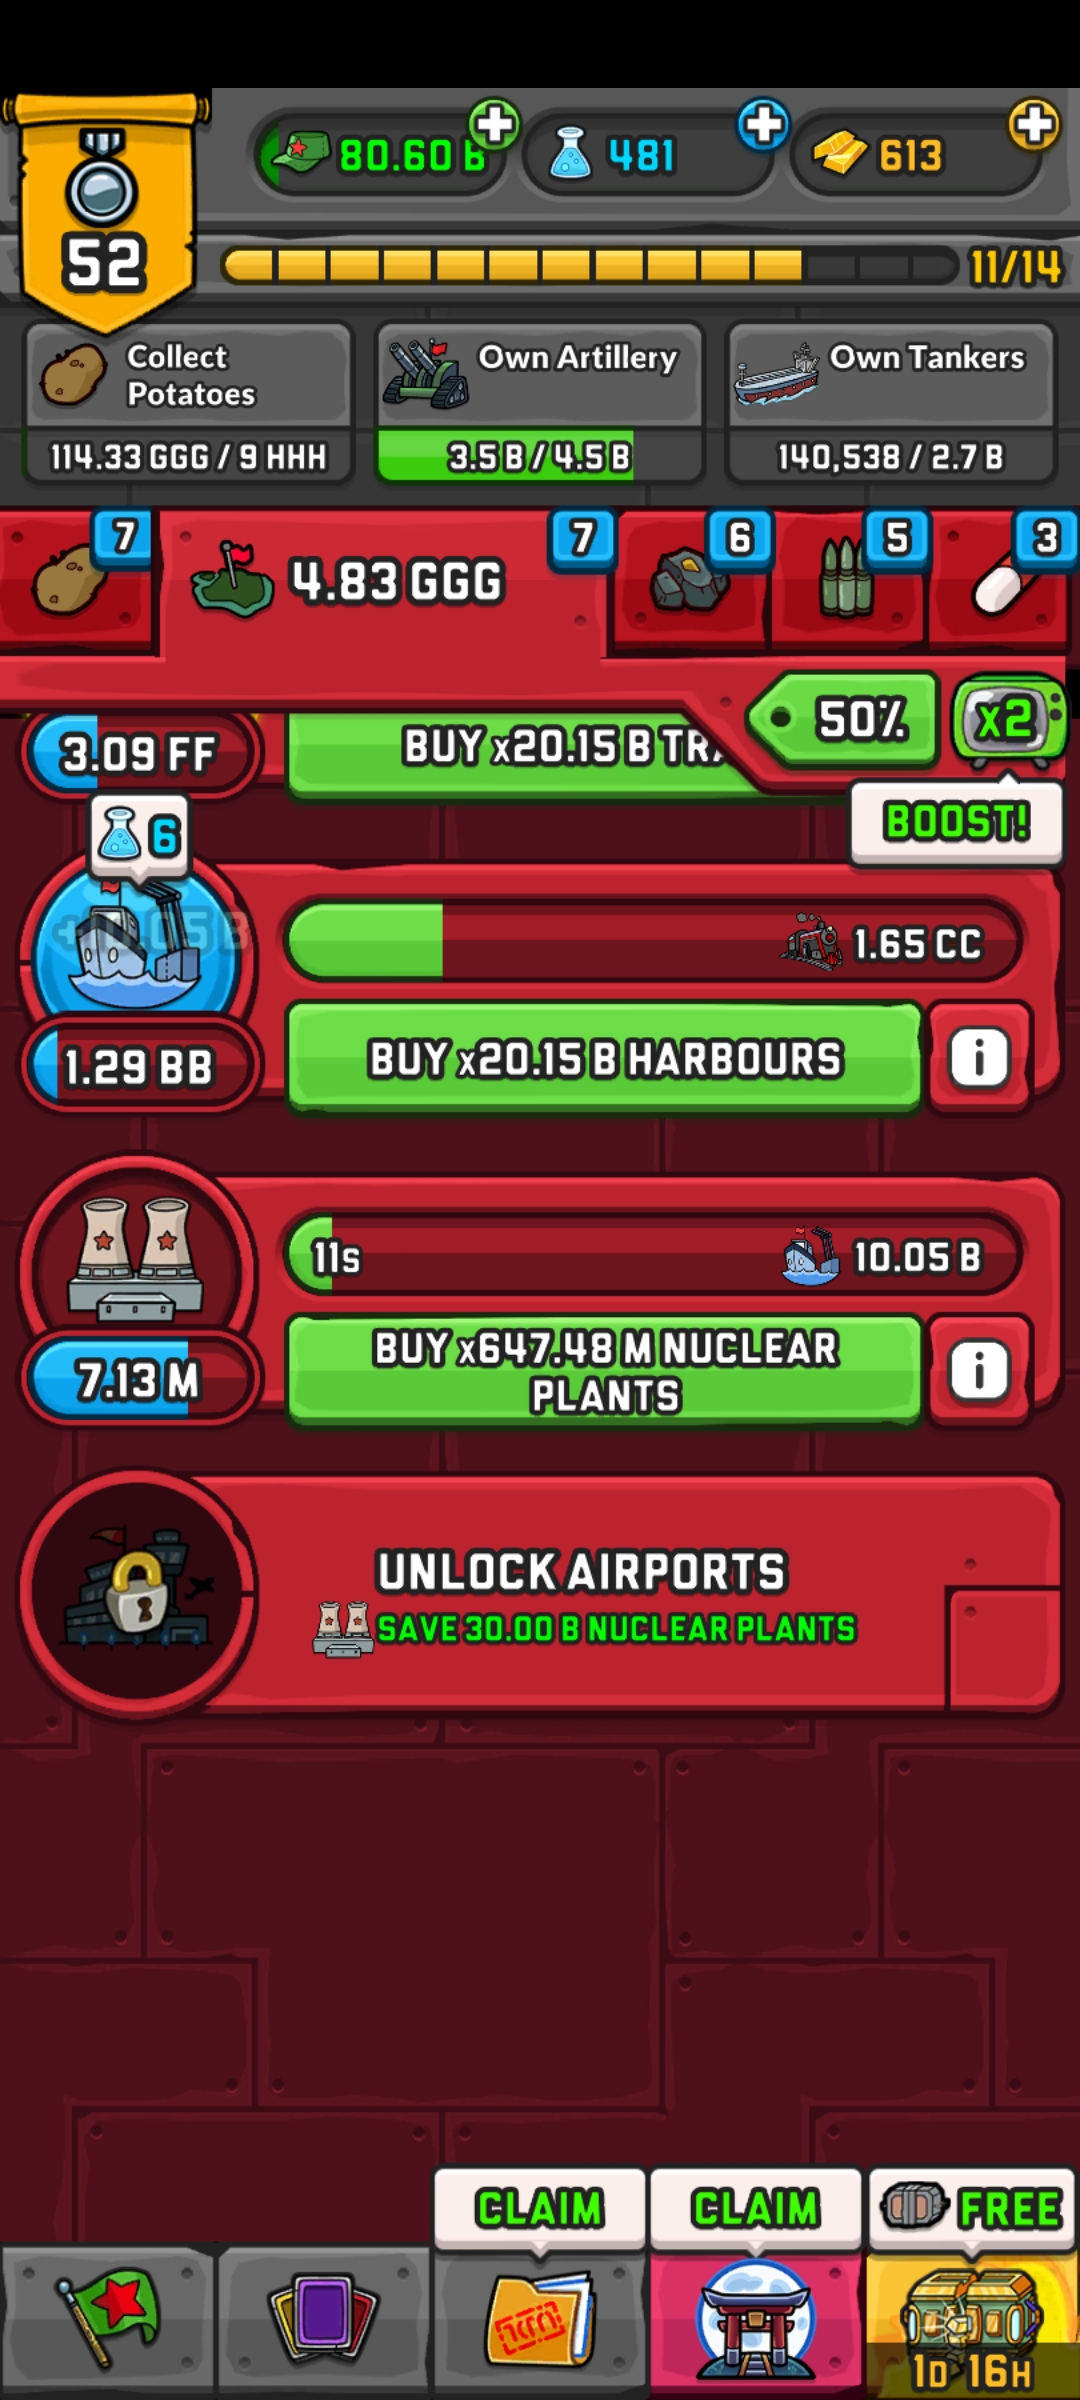 80.60 B
481
613
52
11/14
Collect
Potatoes
Own Artillery
Own Tankers
114.33 GGG / 9 HHH
3.5 B / 4.5 B
140,538 / 2.7 B
7
4.83 GGG
7
6
5
3
50%
x2
3.09 FF
BUY x20.15 B TRA
BOOST!
6
1.65 CC
1.29 BB
BUY x20.15 B HARBOURS
i
11s
10.05 B
7.13 M
BUY x647.48 M NUCLEAR
PLANTS
i
UNLOCK AIRPORTS
SAVE 30.00 B NUCLEAR PLANTS
CLAIM
CLAIM
FREE
1D 16H